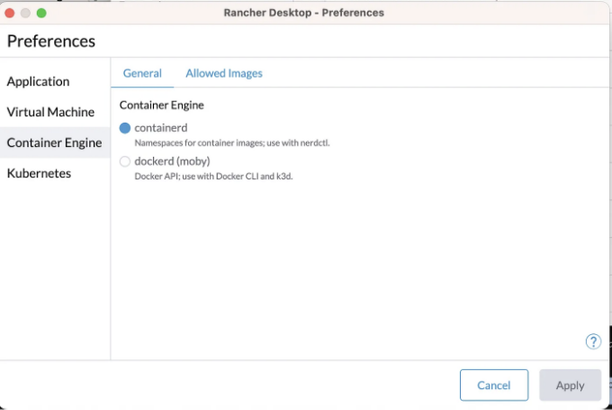 Rancher Desktop - Preferences
Preferences
Application
Virtual Machine
Container Engine
Kubernetes
General Allowed Images
Container Engine
containerd
Namespaces for container images; use with nerdctl.
dockerd (moby)
Docker API; use with Docker CLI and k3d.
?
Cancel Apply